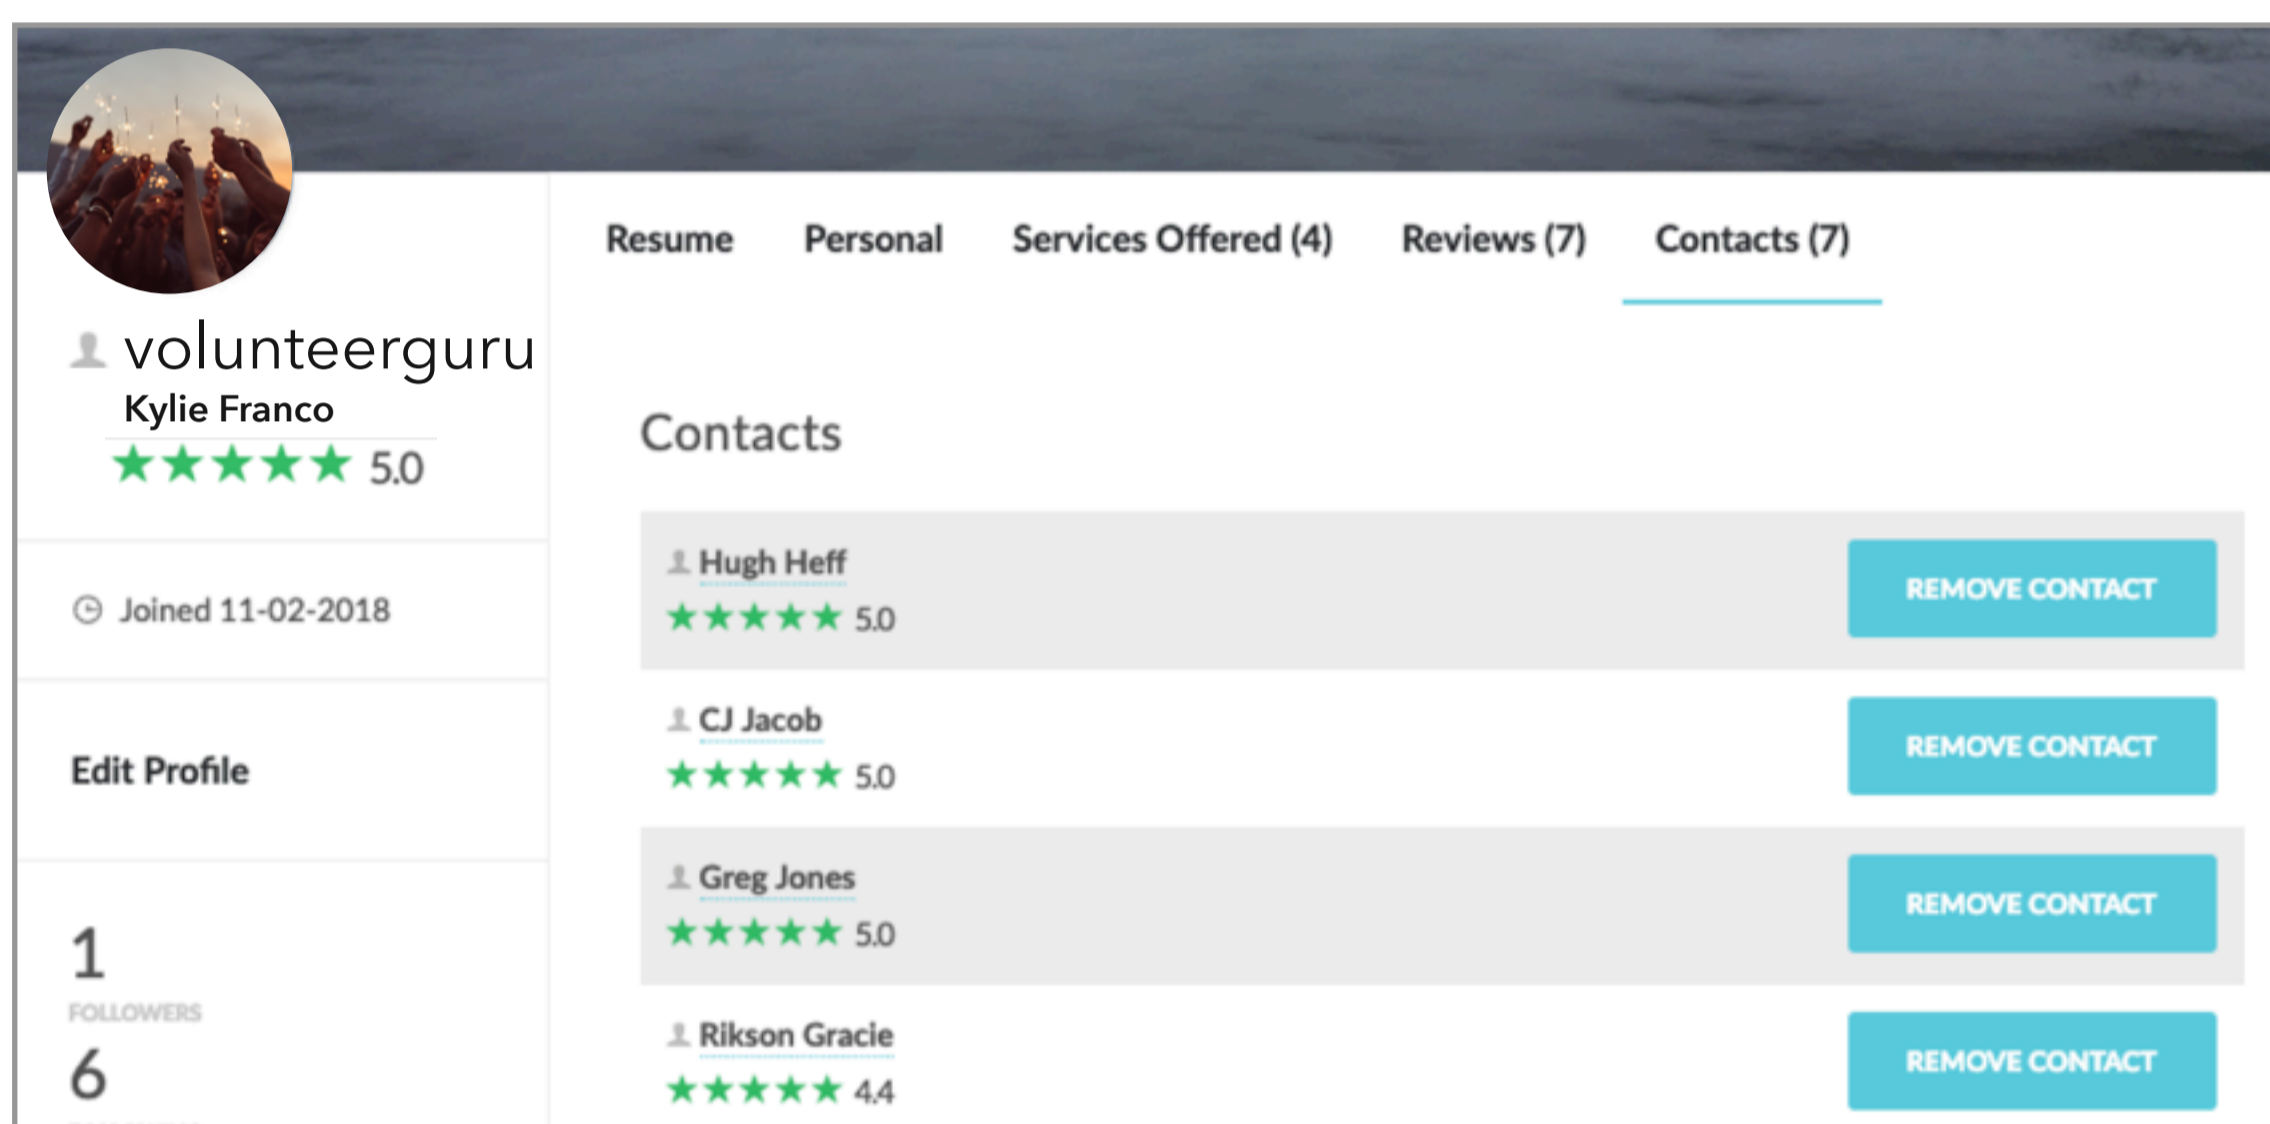 volunteerguru
Kylie Franco
5.0
Joined 11-02-2018
Edit Profile
1
FOLLOWERS
6
Resume Personal Services Offered (4) Reviews (7) Contacts (7)
Contacts
Hugh Heff
5.0
REMOVE CONTACT
CJ Jacob
5.0
REMOVE CONTACT
Greg Jones
5.0
REMOVE CONTACT
Rikson Gracie
4.4
REMOVE CONTACT